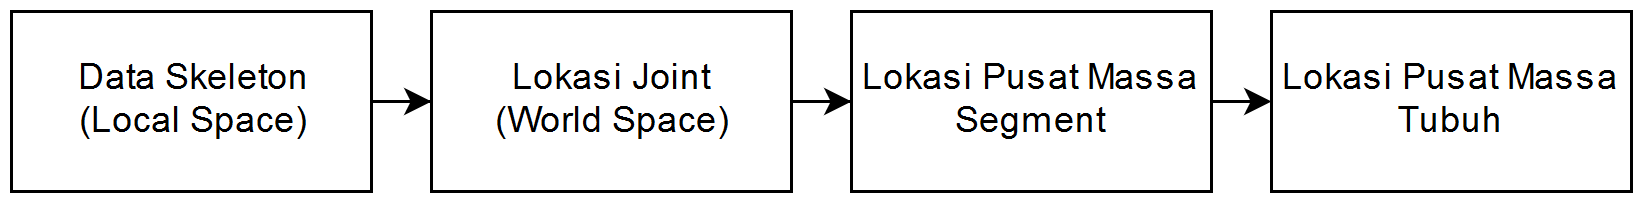 Data Skeleton
(Local Space)
Lokasi Joint
(World Space)
Lokasi Pusat Massa
Segment
Lokasi Pusat Massa
Tubuh